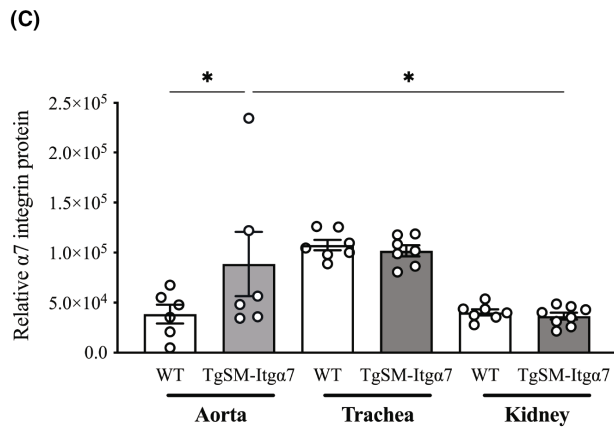 (C)
* *
Relative α7 integrin protein
2.5×10⁵
2.0×10⁵
1.5×10⁵
1.0×10⁵
5.0×10⁴
0.0
WT TgSM-Itgα7 WT TgSM-Itgα7 WT TgSM-Itgα7
Aorta Trachea Kidney